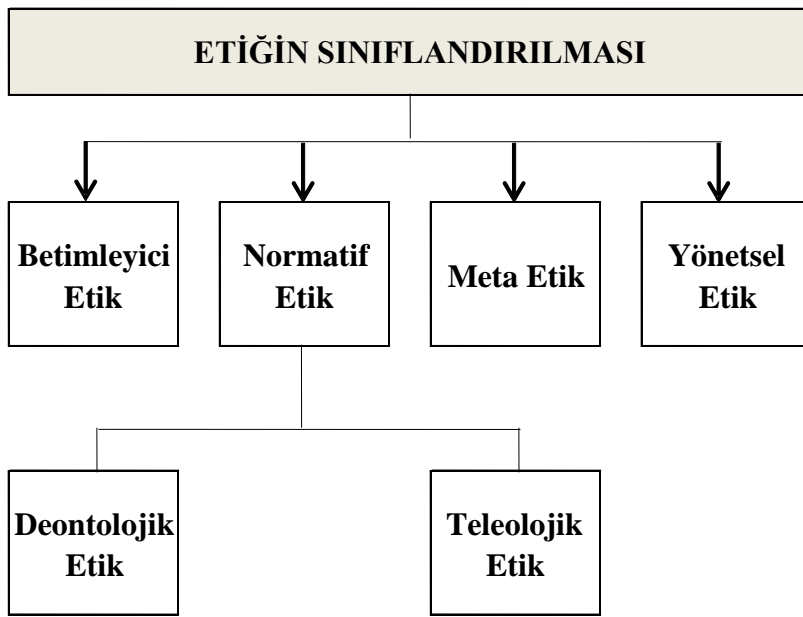 ETİĞİN SINIFLANDIRILMASI
Betimleyici
Etik
Normatif
Etik
Meta Etik
Yönetsel
Etik
Deontolojik
Etik
Teleolojik
Etik